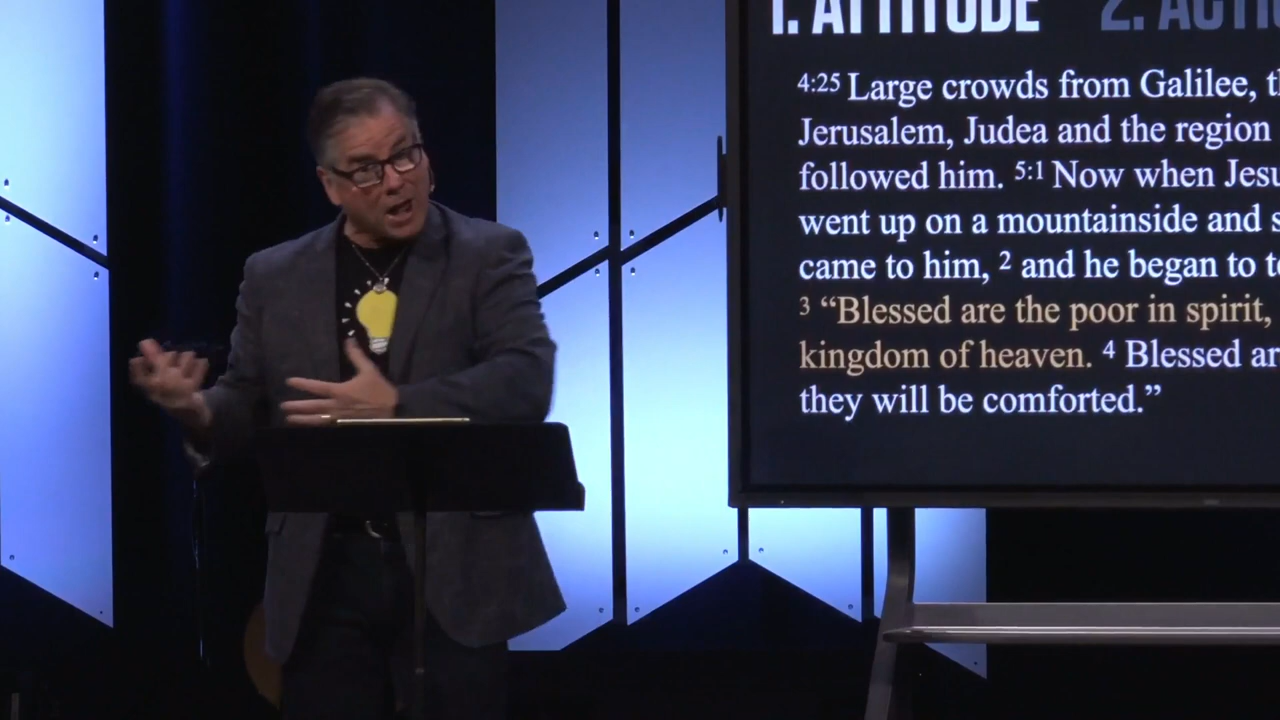 1. ATTITUDE 2.
4:25 Large crowds from Galilee,
Jerusalem, Judea and the region
followed him. 5:1 Now when
went up on a mountainside and
came to him, 2 and he began to
3 “Blessed are the poor in spirit,
kingdom of heaven. 4 Blessed
they will be comforted.”